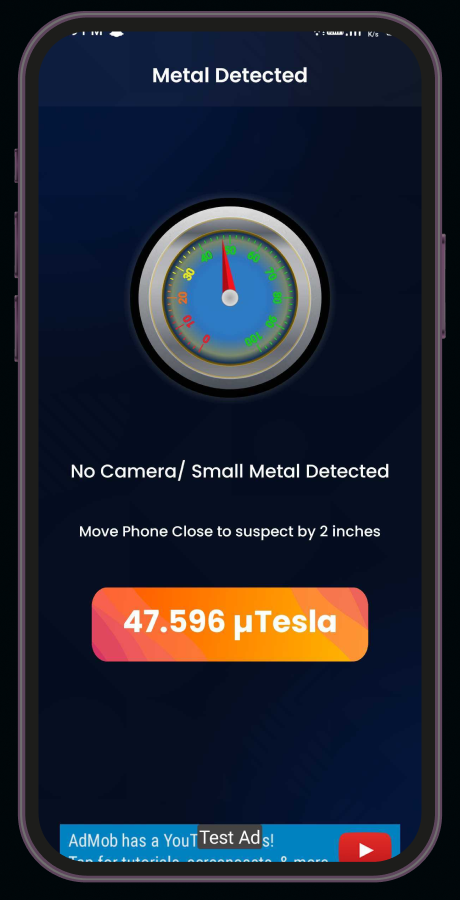 Metal Detected
0
10
20
30
40
50
60
70
80
90
100
No Camera/ Small Metal Detected
Move Phone Close to suspect by 2 inches
47.596 µTesla
AdMob has a YouT
Test Ad
s!
Tap for tutorials, screencasts, & more